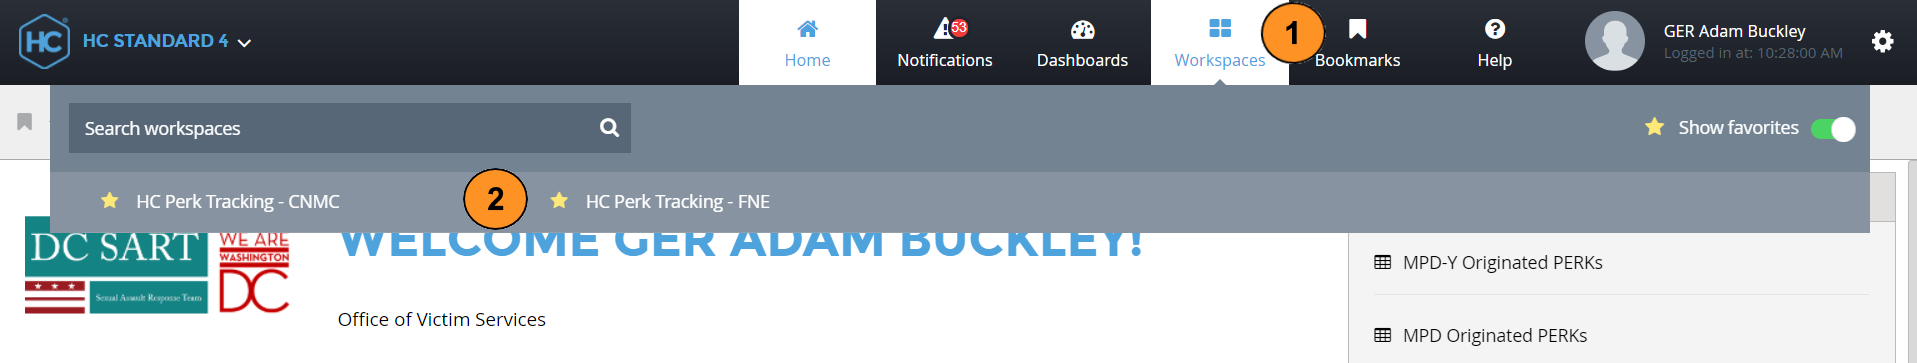 HC HC STANDARD 4
Home
53
Notifications
Dashboards
Workspaces
1
Bookmarks
Help
GER Adam Buckley
Logged in at: 10:28:00 AM
Search workspaces
Show favorites
HC Perk Tracking - CNMC
2
HC Perk Tracking - FNE
DC SART
Sexual Assault Response Team
WE ARE
WASHINGTON
DC
WELCOME GER ADAM BUCKLEY!
Office of Victim Services
MPD-Y Originated PERKs
MPD Originated PERKs